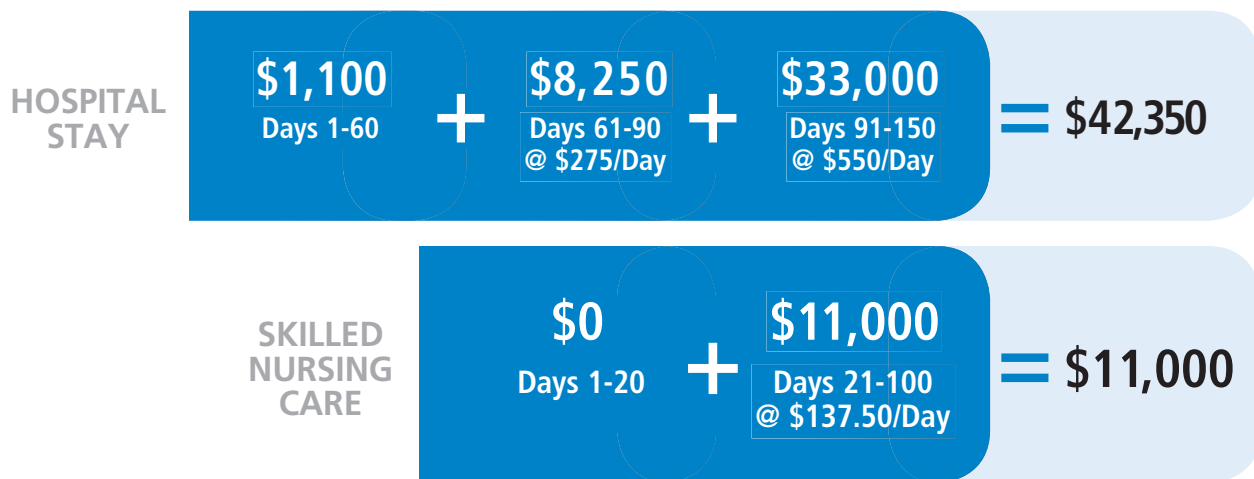 HOSPITAL
STAY
$1,100
Days 1-60
+
$8,250
Days 61-90
@ $275/Day
+
$33,000
Days 91-150
@ $550/Day
= $42,350
SKILLED
NURSING
CARE
$0
Days 1-20
+
$11,000
Days 21-100
@ $137.50/Day
= $11,000